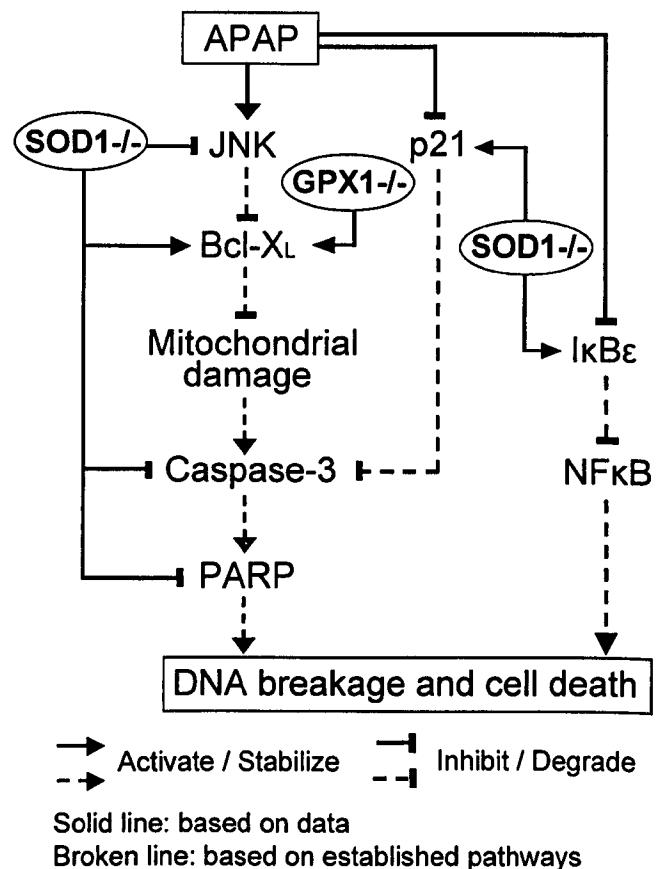 APAP
SOD1-/-
JNK
p21
GPX1-/-
Bcl-XL
SOD1-/-
Mitochondrial
damage
IκBε
Caspase-3
NFκB
PARP
DNA breakage and cell death
Activate / Stabilize
Inhibit / Degrade
Solid line: based on data
Broken line: based on established pathways